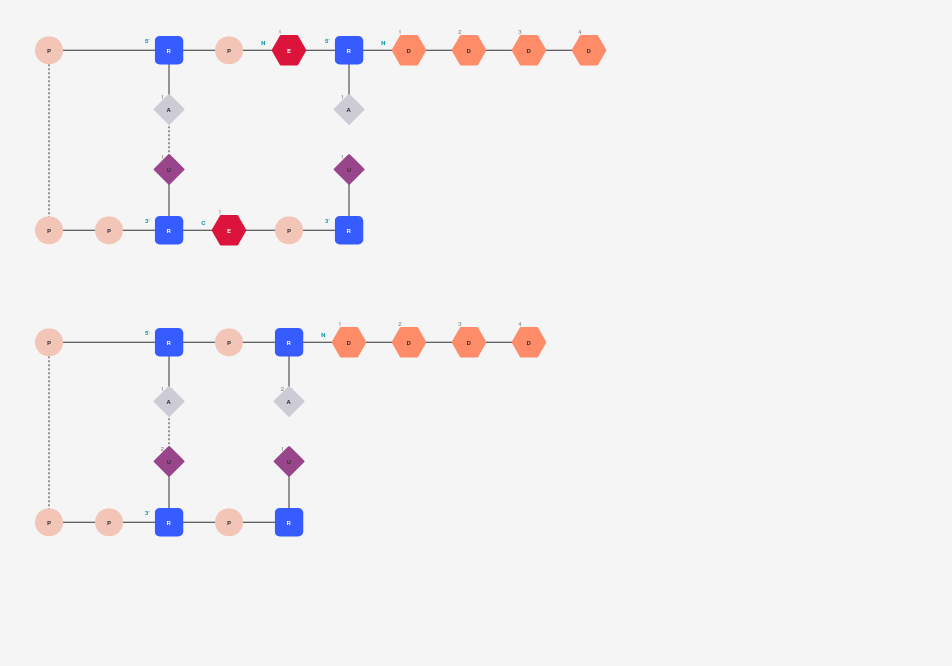 1 1 2 3 4
5' N 5' N
P R P E R D D D D
1 1
A A
1 1
U U
1
3' C 3'
P P R E P R
1 2 3 4
5' N
P R P R D D D D
1 2
A A
2 1
U U
3'
P P R P R